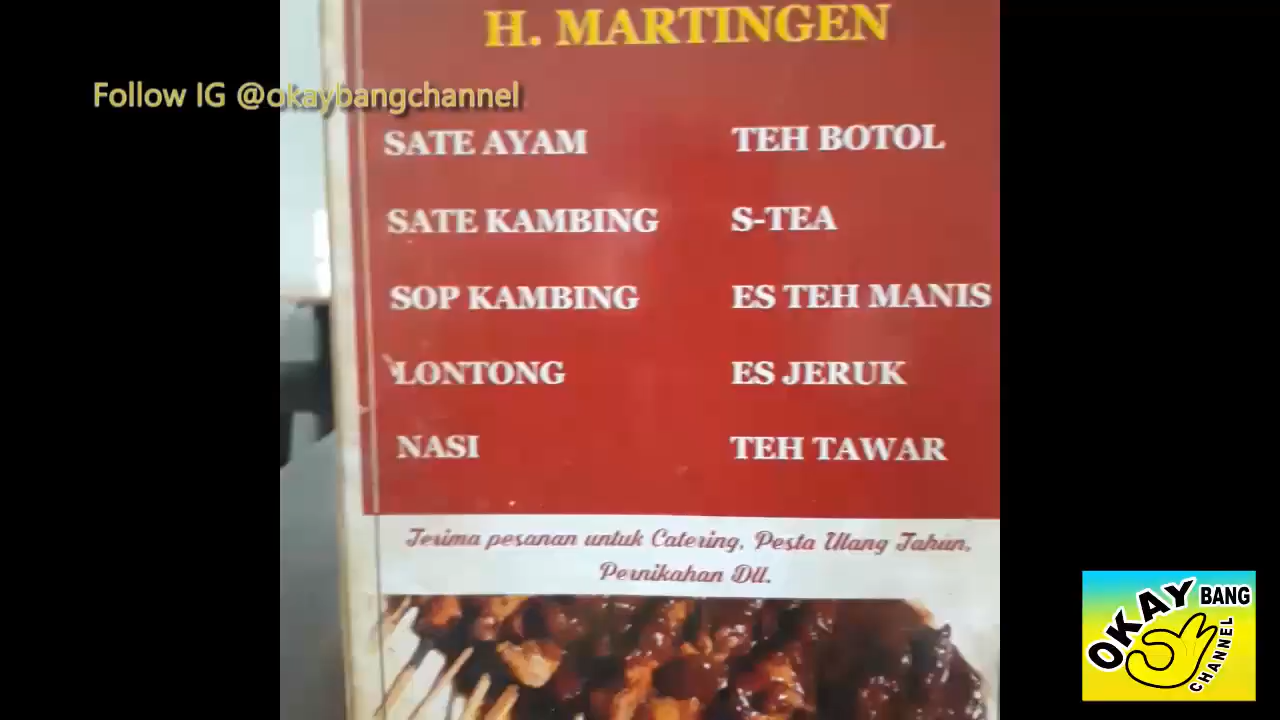 H. MARTINGEN
Follow IG @okaybangchannel
SATE AYAM
SATE KAMBING
SOP KAMBING
LONTONG
NASI
TEH BOTOL
S-TEA
ES TEH MANIS
ES JERUK
TEH TAWAR
Terima pesanan untuk Catering, Pesta Ulang Tahun,
Pernikahan Dll.
OKAY BANG
CHANNEL